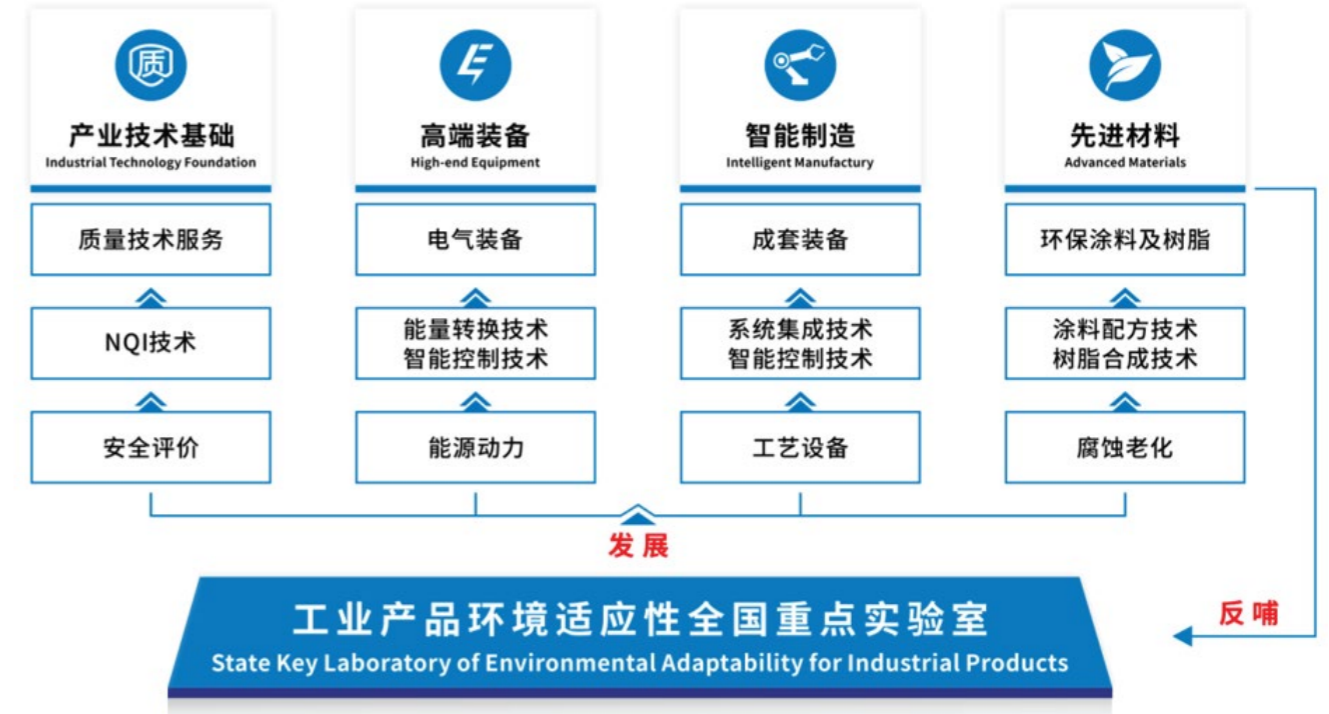 质
产业技术基础
Industrial Technology Foundation
质量技术服务
NQI技术
安全评价
高端装备
High-end Equipment
电气装备
能量转换技术
智能控制技术
能源动力
智能制造
Intelligent Manufactury
成套装备
系统集成技术
智能控制技术
工艺设备
先进材料
Advanced Materials
环保涂料及树脂
涂料配方技术
树脂合成技术
腐蚀老化
发展
反哺
工业产品环境适应性全国重点实验室
State Key Laboratory of Environmental Adaptability for Industrial Products